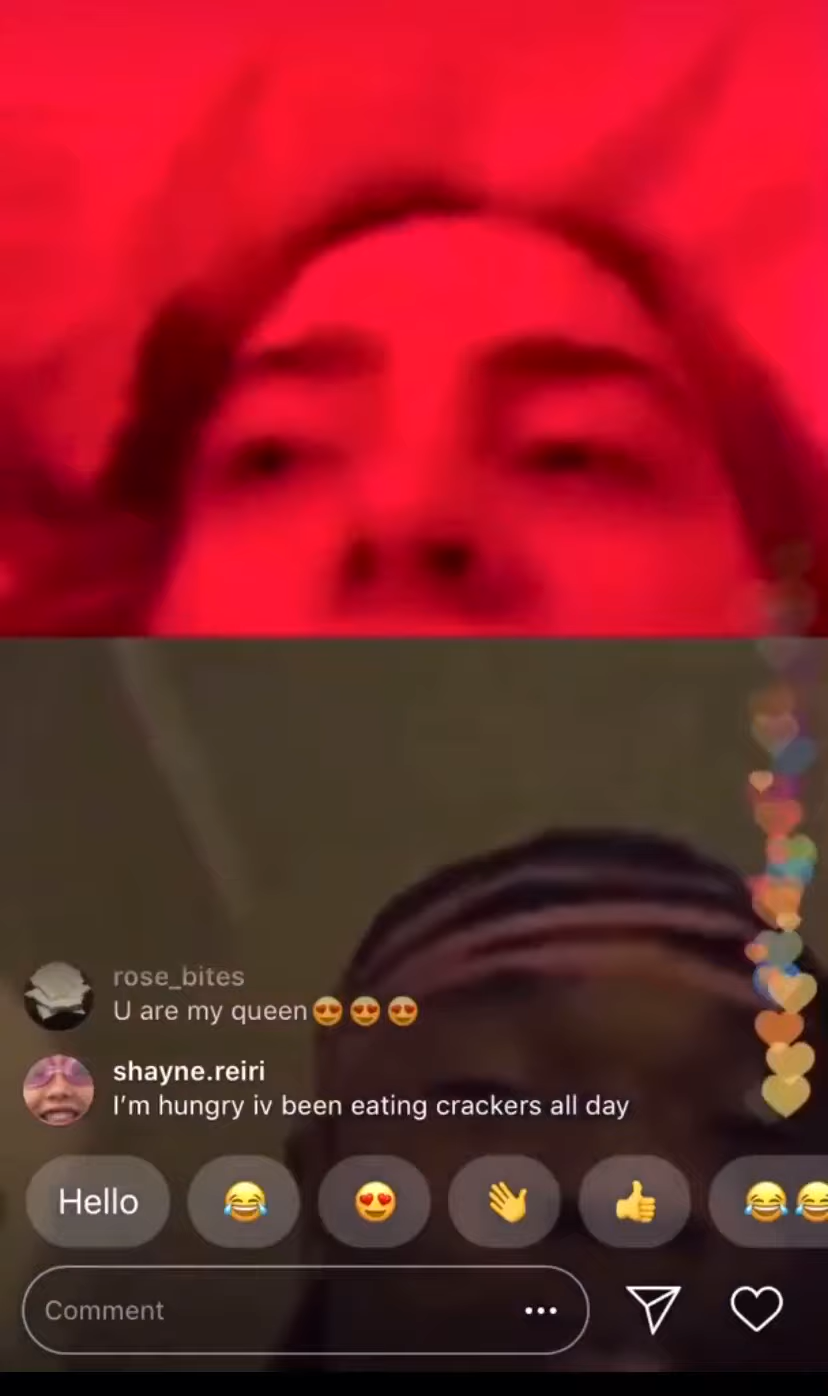 rose_bites
U are my queen😍😍😍
shayne.reiri
I’m hungry iv been eating crackers all day
Hello 😂 😍 👋 👍 😂😂
Comment